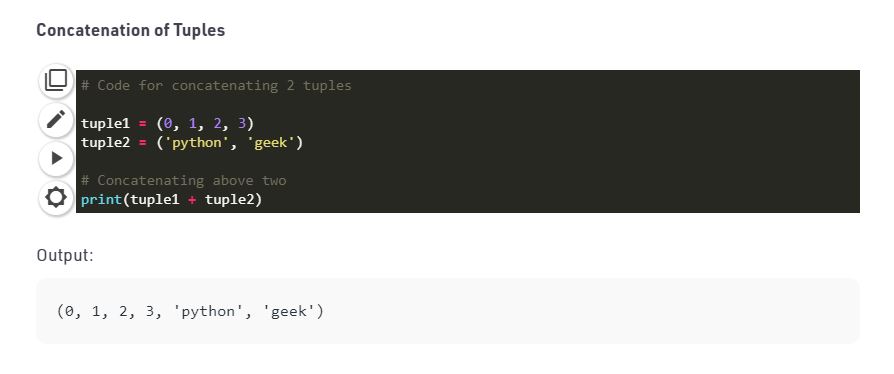 Concatenation of Tuples
# Code for concatenating 2 tuples
tuple1 = (0, 1, 2, 3)
tuple2 = ('python', 'geek')
# Concatenating above two
print(tuple1 + tuple2)
Output:
(0, 1, 2, 3, 'python', 'geek')